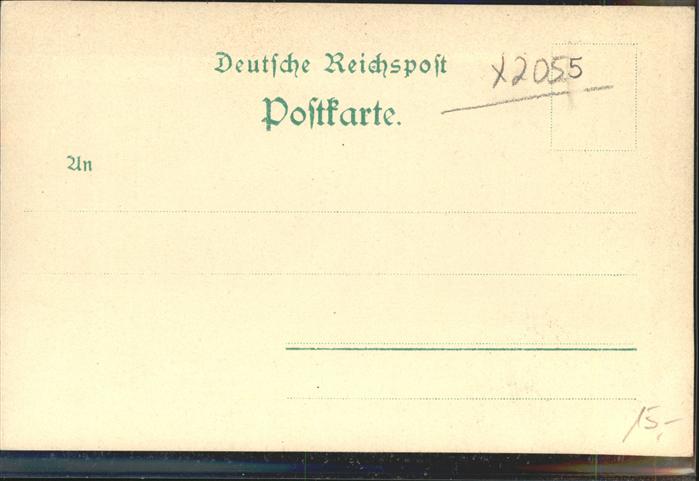 Deutsche Reichspost
X2055
Postkarte.
An
15,-